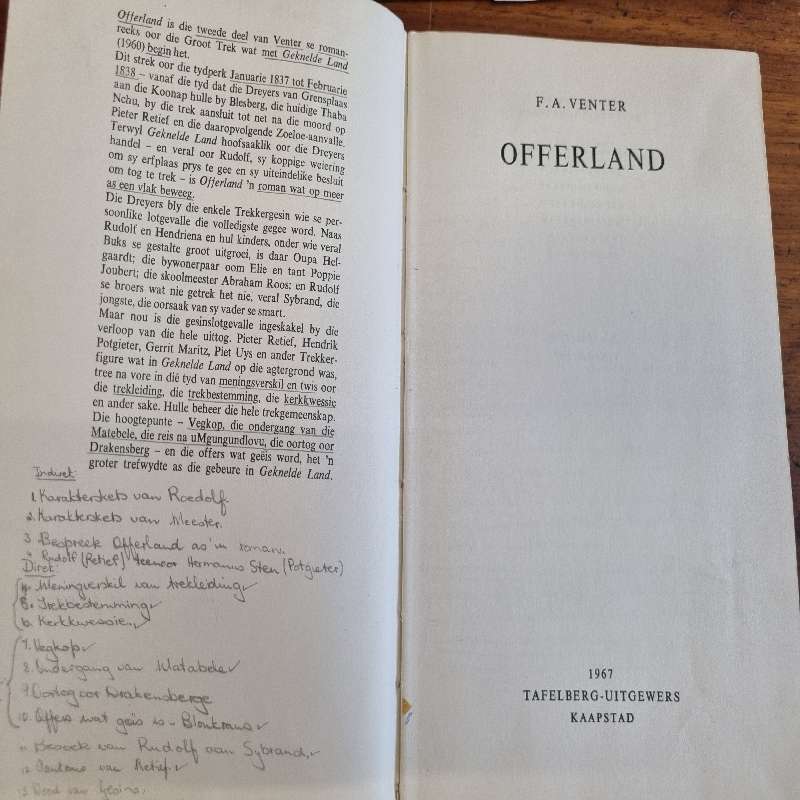 Offerland is die tweede deel van Venter se roman-
reeks oor die Groot Trek wat met Geknelde Land
(1960) begin het.
Dit strek oor die tydperk Januarie 1837 tot Februarie
1838 – vanaf die tyd dat die Dreyers van Grensplaas
aan die Koonap hulle by Blesberg, die huidige Thaba
Nchu, by die trek aansluit tot net na die moord op
Pieter Retief en die daaropvolgende Zoeloe-aanvalle.
Terwyl Geknelde Land hoofsaaklik oor die Dreyers
handel – en veral oor Rudolf, sy koppige weiering
om sy erfplaas prys te gee en sy uiteindelike besluit
om tog te trek – is Offerland 'n roman wat op meer
as een vlak beweeg.
Die Dreyers bly die enkele Trekkergesin wie se per-
soonlike lotgevalle die volledigste gegee word. Naas
Rudolf en Hendriena en hul kinders, onder wie veral
Buks se gestalte groot uitgroei, is daar Oupa Hef-
gaardt; die bywonerpaar oom Elie en tant Poppie
Joubert; die skoolmeester Abraham Roos; en Rudolf
se broers wat nie getrek het nie, veral Sybrand, die
jongste, die oorsaak van sy vader se smart.
Maar nou is die gesinslotgevalle ingeskakel by die
verloop van die hele uittog. Pieter Retief, Hendrik
Potgieter, Gerrit Maritz, Piet Uys en ander Trekker-
figure wat in Geknelde Land op die agtergrond was,
tree na vore in dié tyd van meningsverskil en twis oor
die trekleiding, die trekbestemming, die kerkkwessie
en ander sake. Hulle beheer die hele trekgemeenskap.
Die hoogtepunte – Vegkop, die ondergang van die
Matebele, die reis na uMgungundlovu, die oortog oor
Drakensberg – en die offers wat geëis word, het 'n
groter trefwydte as die gebeure in Geknelde Land.
Indirek:
1. Karakterskets van Roedolf.
2. Karakterskets van Meester.
3. Bespreek Offerland as 'n roman.
4. Rudolf (Retief) teenoor Hermanus Sten (Potgieter)
Direk:
Meningverskil van trekleiding
Trekbestemming
6. Kerkkwessie
7. Vegkop
8. Ondergang van Matabele
9. Oortog oor Drakensberge
10. Offers wat geïs is - Bloukrans
11. Besoek van Rudolf aan Sybrand
12. van Retief
13. Dood van
F. A. VENTER
OFFERLAND
1967
TAFELBERG-UITGEWERS
KAAPSTAD